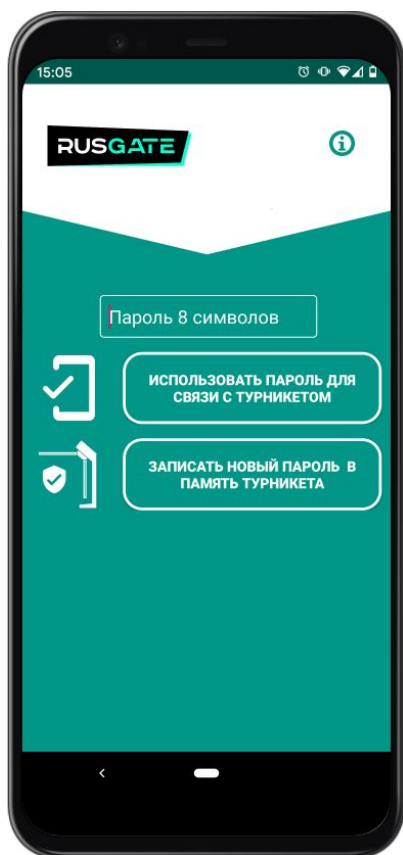 15:05
RUSGATE
Пароль 8 символов
ИСПОЛЬЗОВАТЬ ПАРОЛЬ ДЛЯ
СВЯЗИ С ТУРНИКЕТОМ
ЗАПИСАТЬ НОВЫЙ ПАРОЛЬ В
ПАМЯТЬ ТУРНИКЕТА